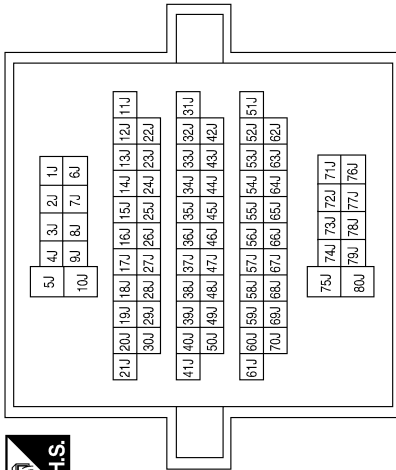 H.S.
5J 4J 3J 2J 1J
10J 9J 8J 7J 6J
21J 20J 19J 18J 17J 16J 15J 14J 13J 12J 11J
30J 29J 28J 27J 26J 25J 24J 23J 22J
41J 40J 39J 38J 37J 36J 35J 34J 33J 32J 31J
50J 49J 48J 47J 46J 45J 44J 43J 42J
61J 60J 59J 58J 57J 56J 55J 54J 53J 52J 51J
70J 69J 68J 67J 66J 65J 64J 63J 62J
75J 74J 73J 72J 71J
80J 79J 78J 77J 76J